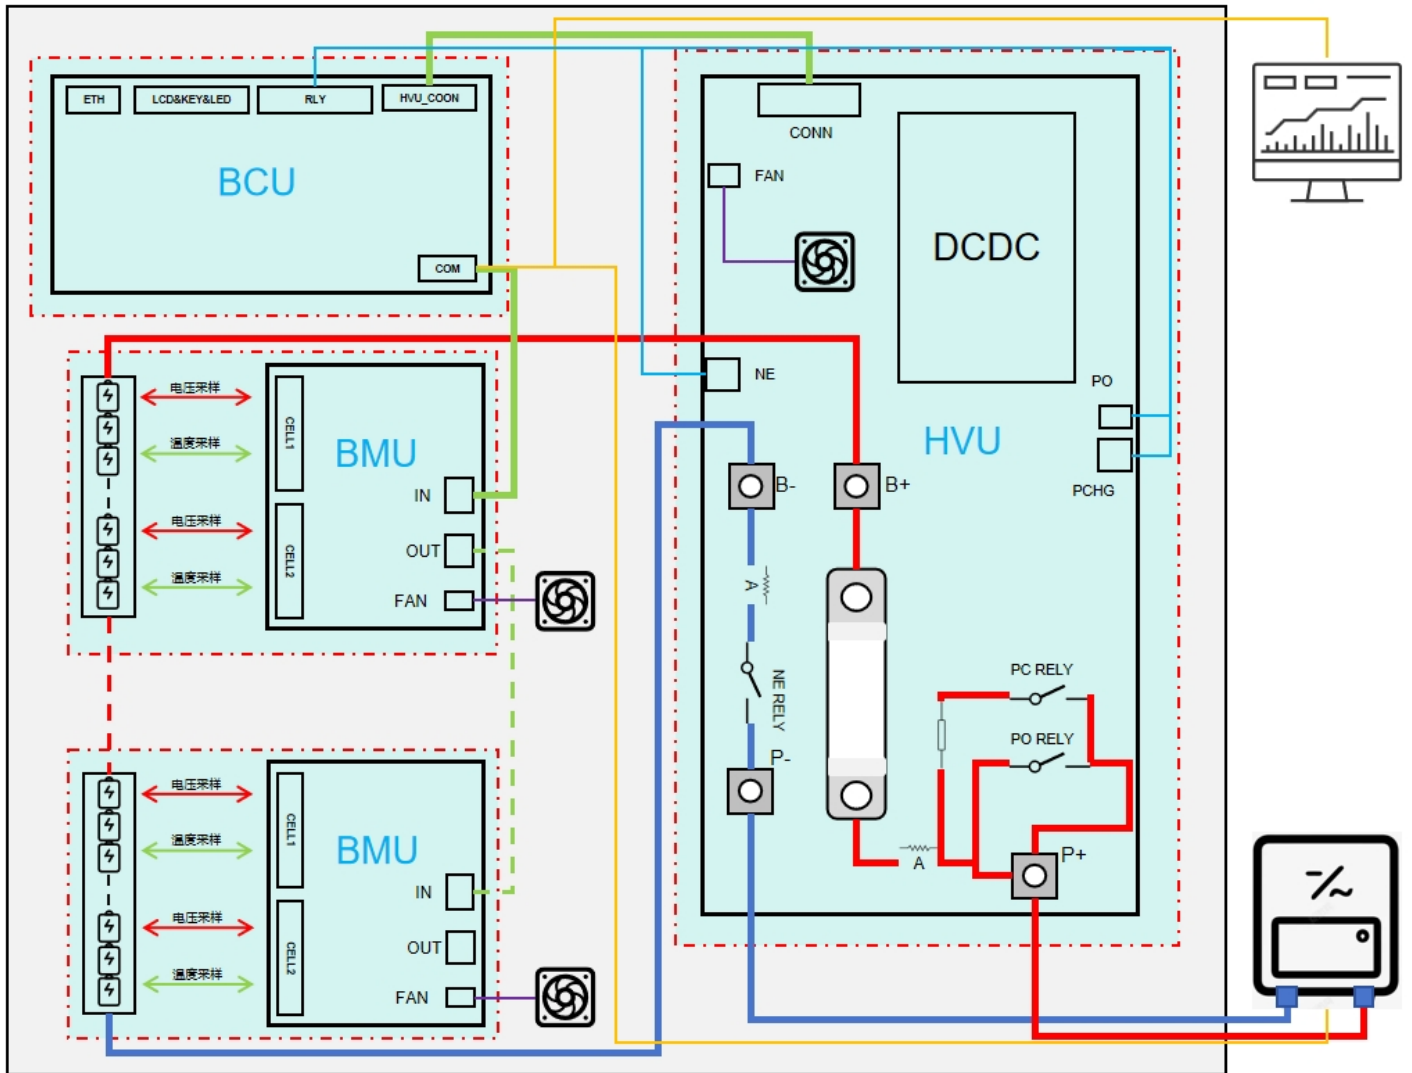 ETH
LCD&KEY&LED
RLY
HVU_COON
BCU
COM
CONN
FAN
DCDC
NE
PO
HVU
PCHG
B-
B+
A
NE RELY
P-
PC RELY
PO RELY
A
P+
电压采样
温度采样
电压采样
温度采样
CELL1
CELL2
BMU
IN
OUT
FAN
电压采样
温度采样
电压采样
温度采样
CELL1
CELL2
BMU
IN
OUT
FAN